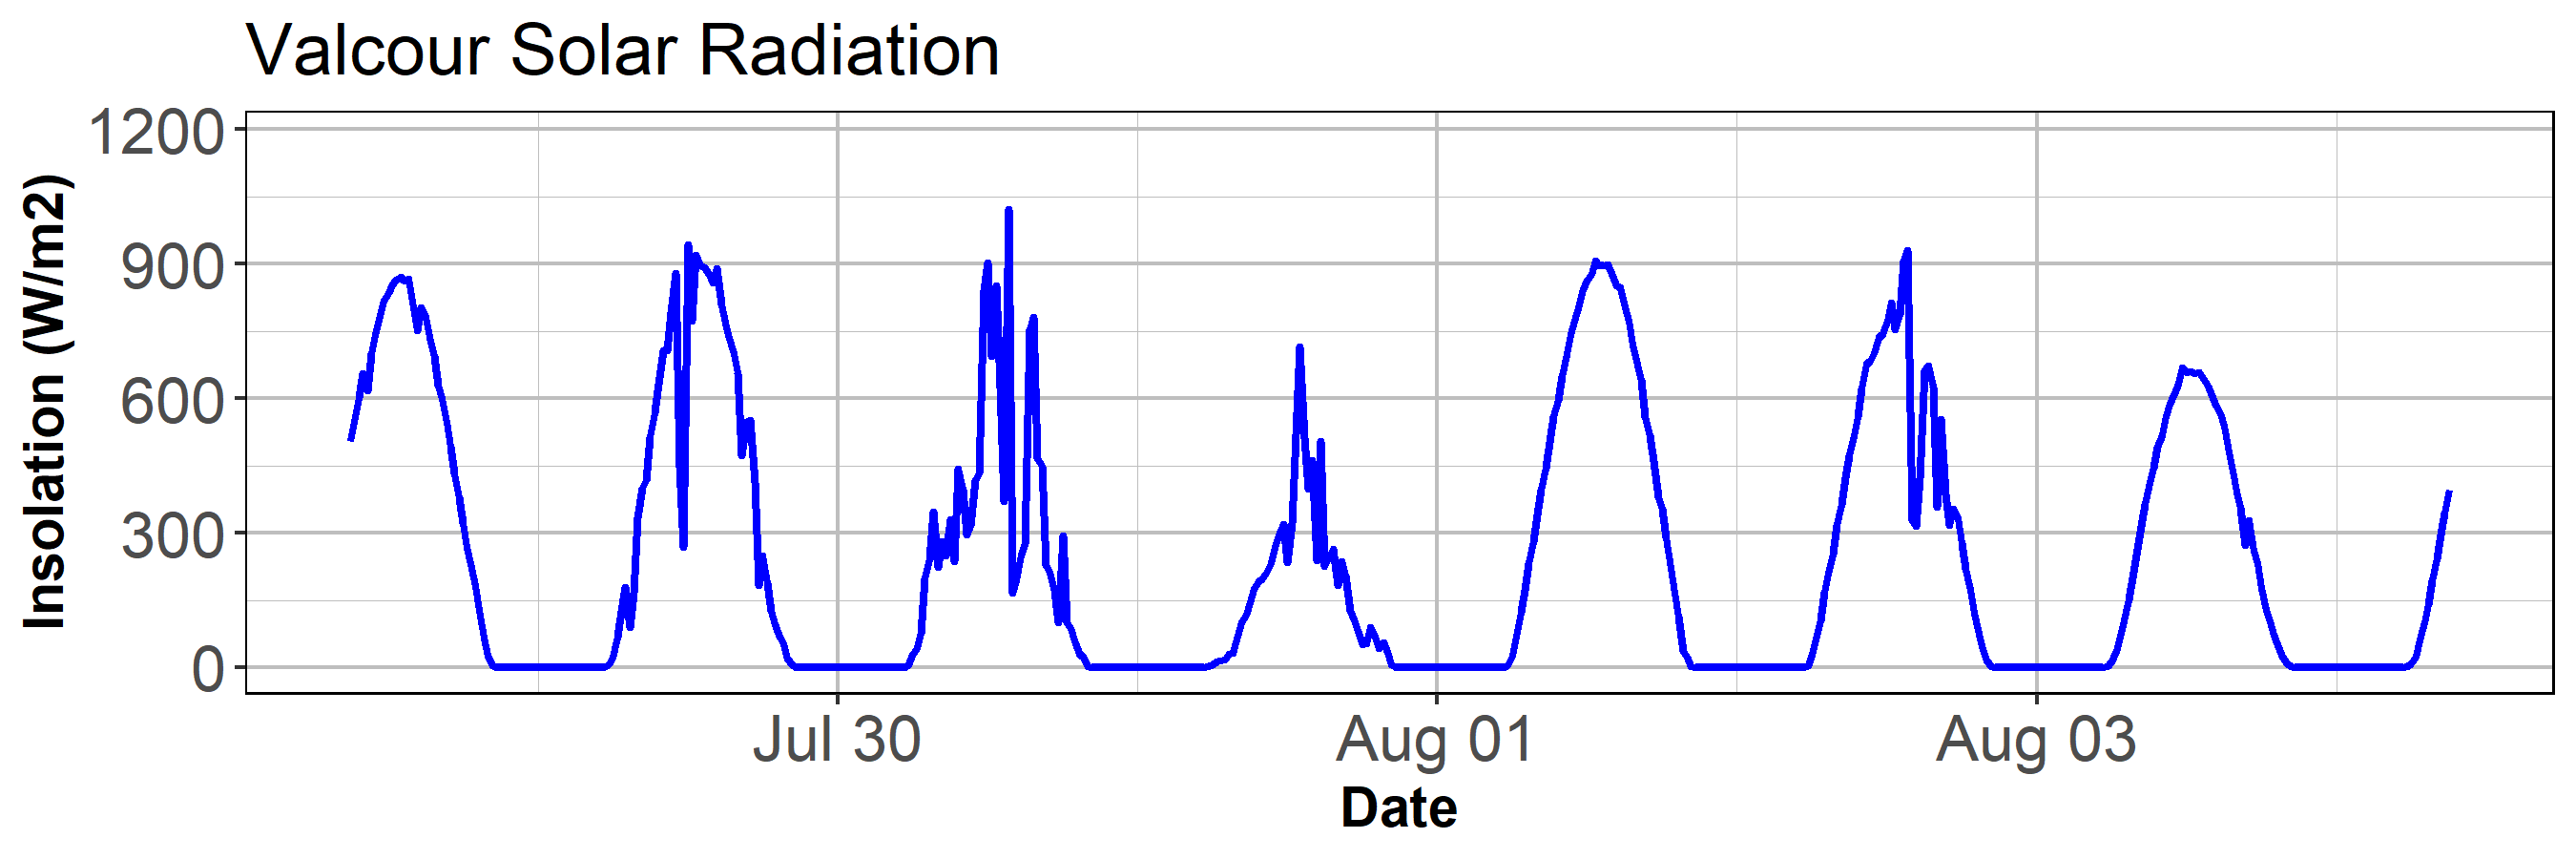 Valcour Solar Radiation
1200
900
600
300
0
Insolation (W/m2)
Jul 30 Aug 01 Aug 03
Date